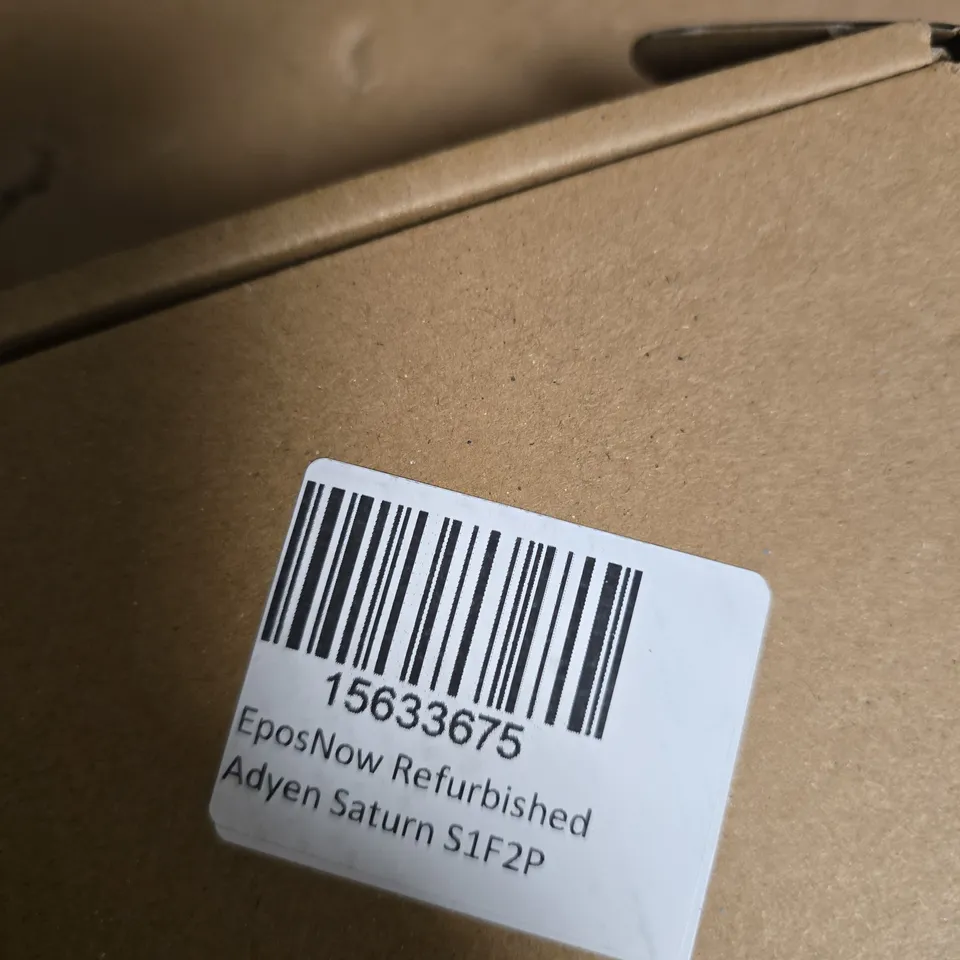 15633675
EposNow Refurbished
Adyen Saturn S1F2P